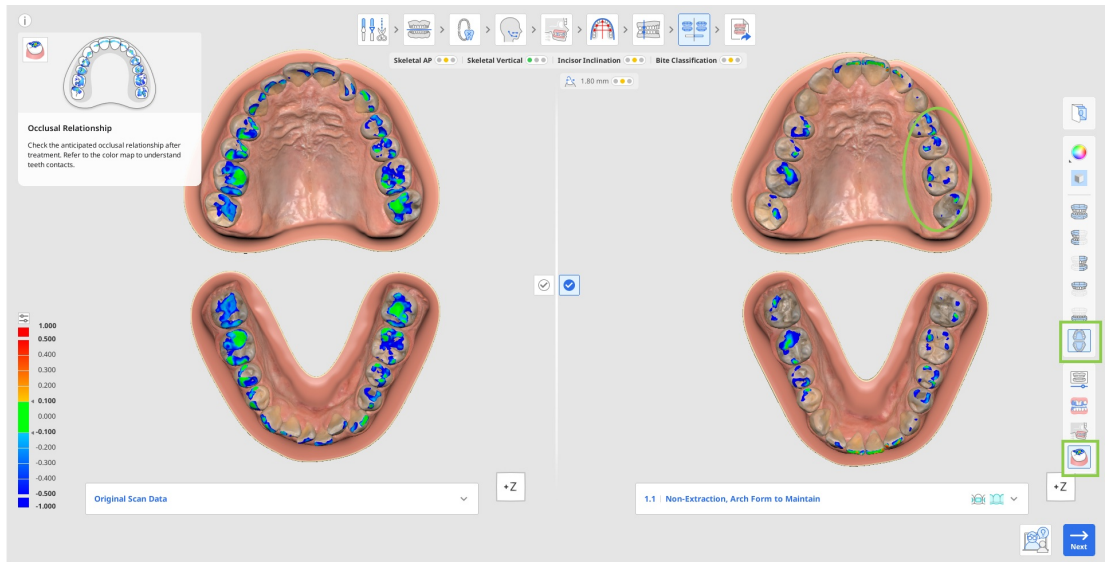 Skeletal AP
Skeletal Vertical
Incisor Inclination
Bite Classification
1.80 mm
Occlusal Relationship
Check the anticipated occlusal relationship after
treatment. Refer to the color map to understand
teeth contacts.
1.000
0.500
0.400
0.300
0.200
0.100
0.000
-0.100
-0.200
-0.300
-0.400
-0.500
-1.000
Original Scan Data
+Z
1.1 | Non-Extraction, Arch Form to Maintain
+Z
Next